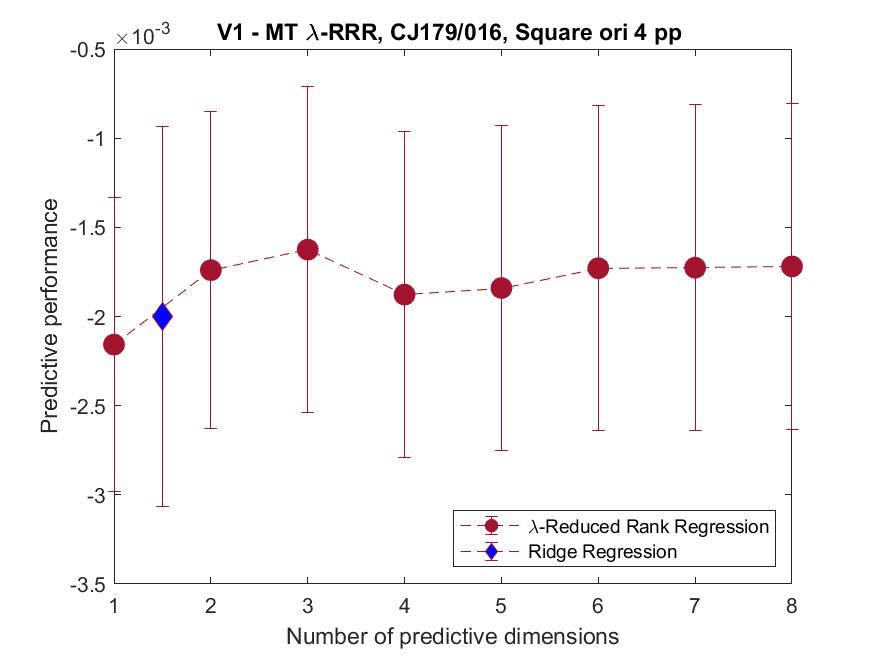 V1 - MT λ-RRR, CJ179/016, Square ori 4 pp
×10-3
-0.5
-1
-1.5
-2
-2.5
-3
-3.5
Predictive performance
λ-Reduced Rank Regression
Ridge Regression
1 2 3 4 5 6 7 8
Number of predictive dimensions